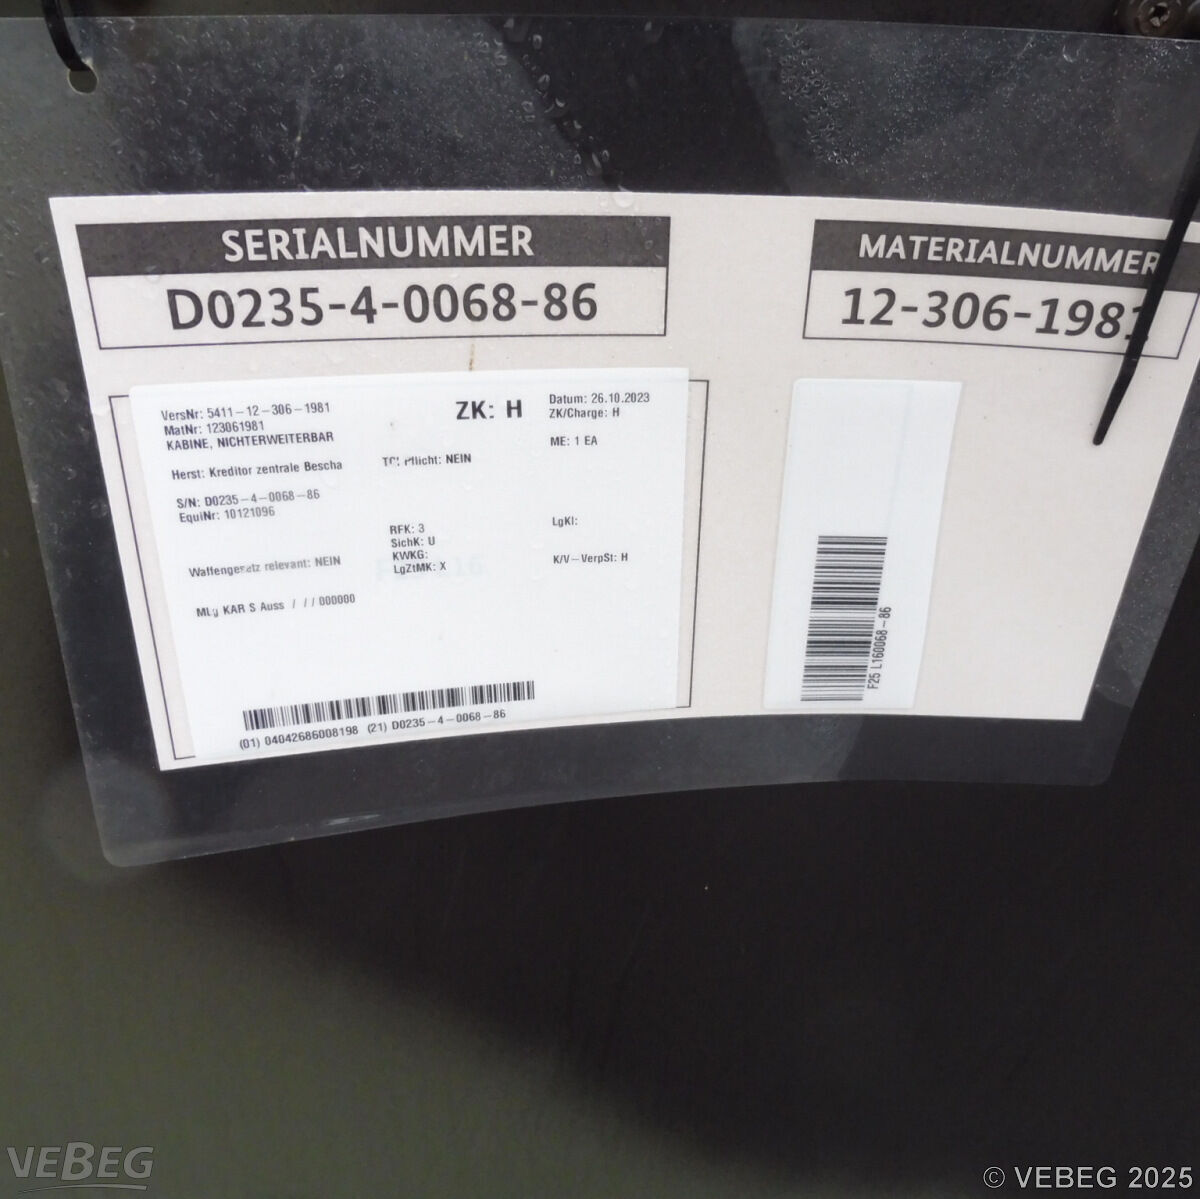 SERIALNUMMER
D0235-4-0068-86
MATERIALNUMMER
12-306-1981
VersNr: 5411-12-306-1981
MatNr: 123061981
KABINE, NICHTERWEITERBAR
Herst: Kreditor zentrale Bescha
S/N: D0235-4-0068-86
EquiNr: 10121096
Waffengesetz relevant: NEIN
KAR S Auss / / / 000000
ZK: H
Pflicht: NEIN
RFK: 3
SichK: U
KWKG:
LgZtMK: X
Datum: 26.10.2023
ZK/Charge: H
ME: 1 EA
LgKl:
K/V-VerpSt: H
(01) 04042686008198 (21) D0235-4-0068-86
F25 L160068-86
VEBEG
© VEBEG 2025